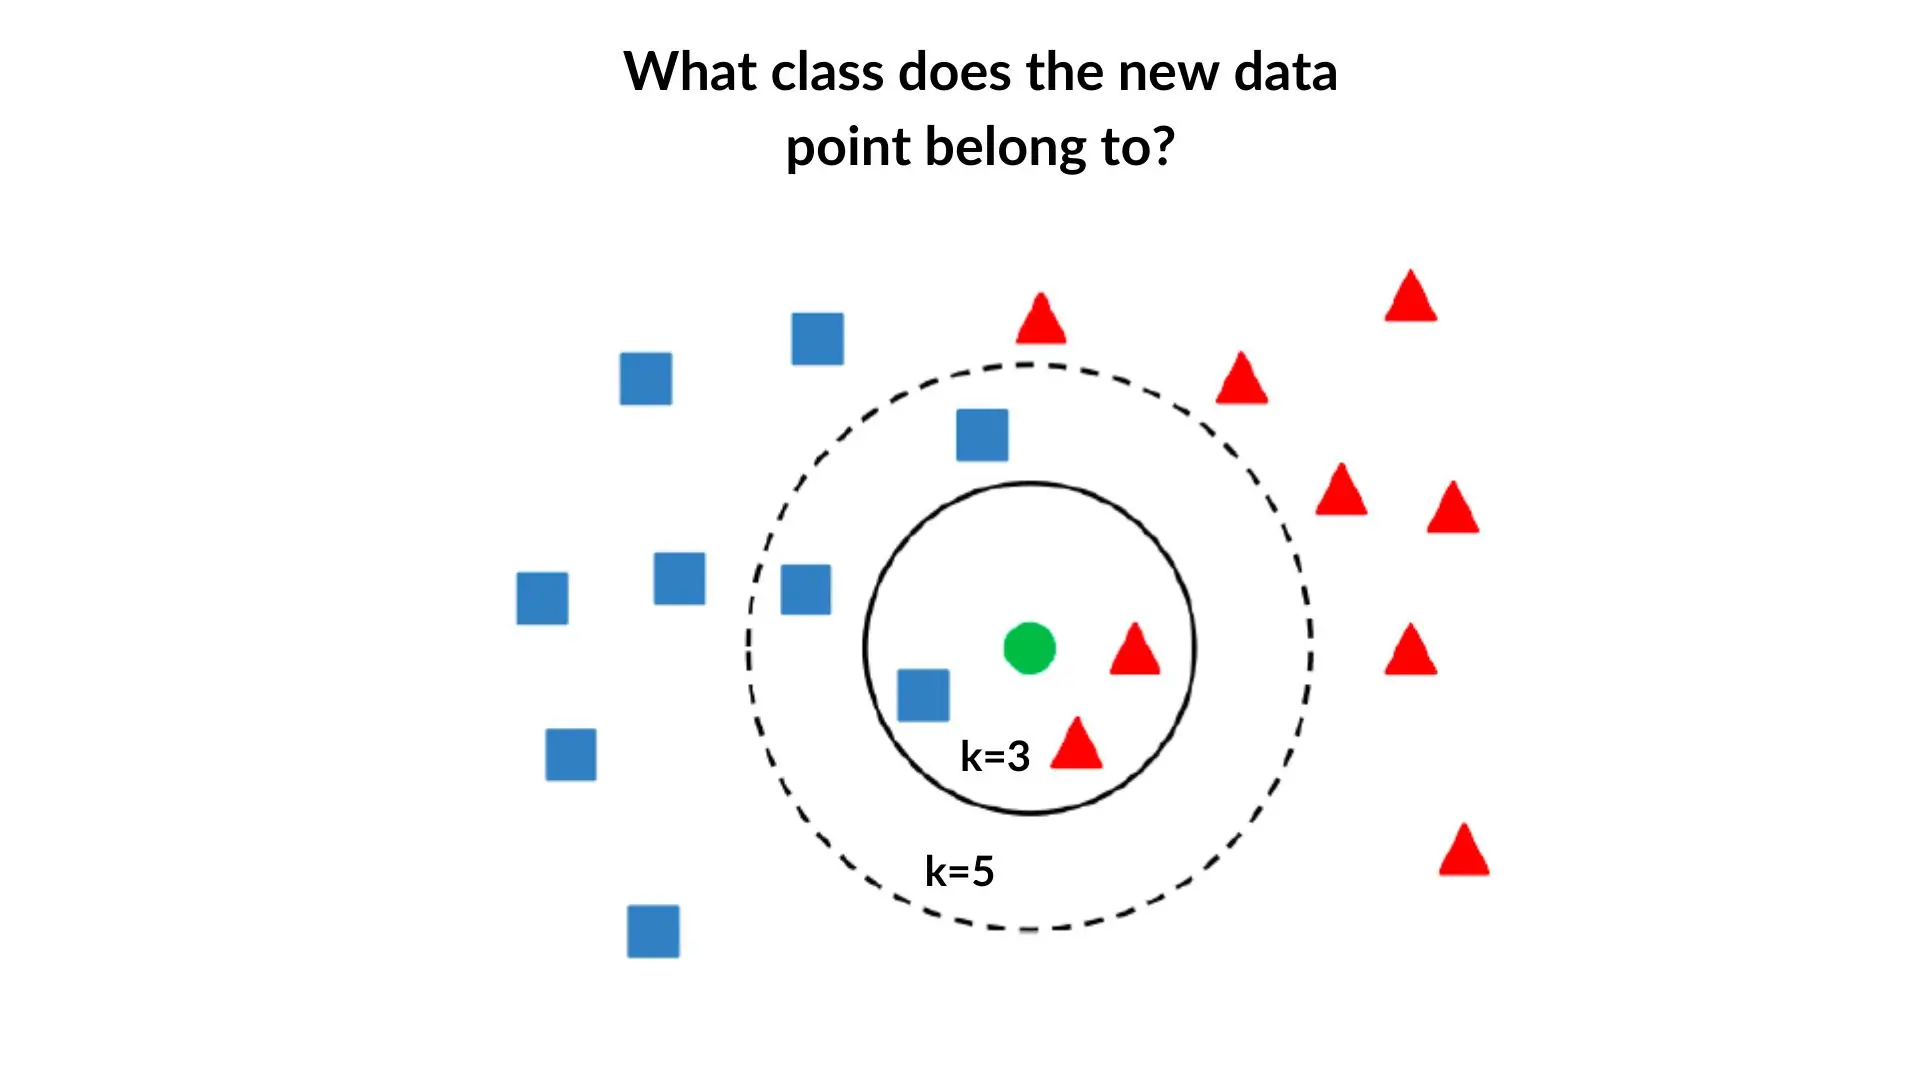 What class does the new data
point belong to?
k=3
k=5